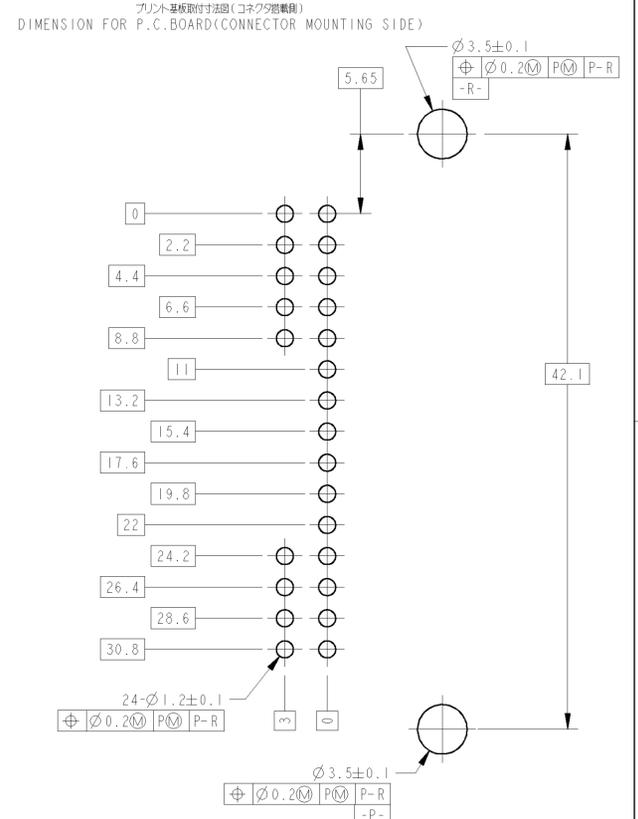 プリント基板取付寸法図(コネクタ搭載側)
DIMENSION FOR P.C.BOARD(CONNECTOR MOUNTING SIDE)
Ø3.5±0.1
⌖ Ø0.2Ⓜ PⓂ P-R
-R-
5.65
0
2.2
4.4
6.6
8.8
11
42.1
13.2
15.4
17.6
19.8
22
24.2
26.4
28.6
30.8
24-Ø1.2±0.1
⌖ Ø0.2Ⓜ PⓂ P-R
3
0
Ø3.5±0.1
⌖ Ø0.2Ⓜ PⓂ P-R
-P-